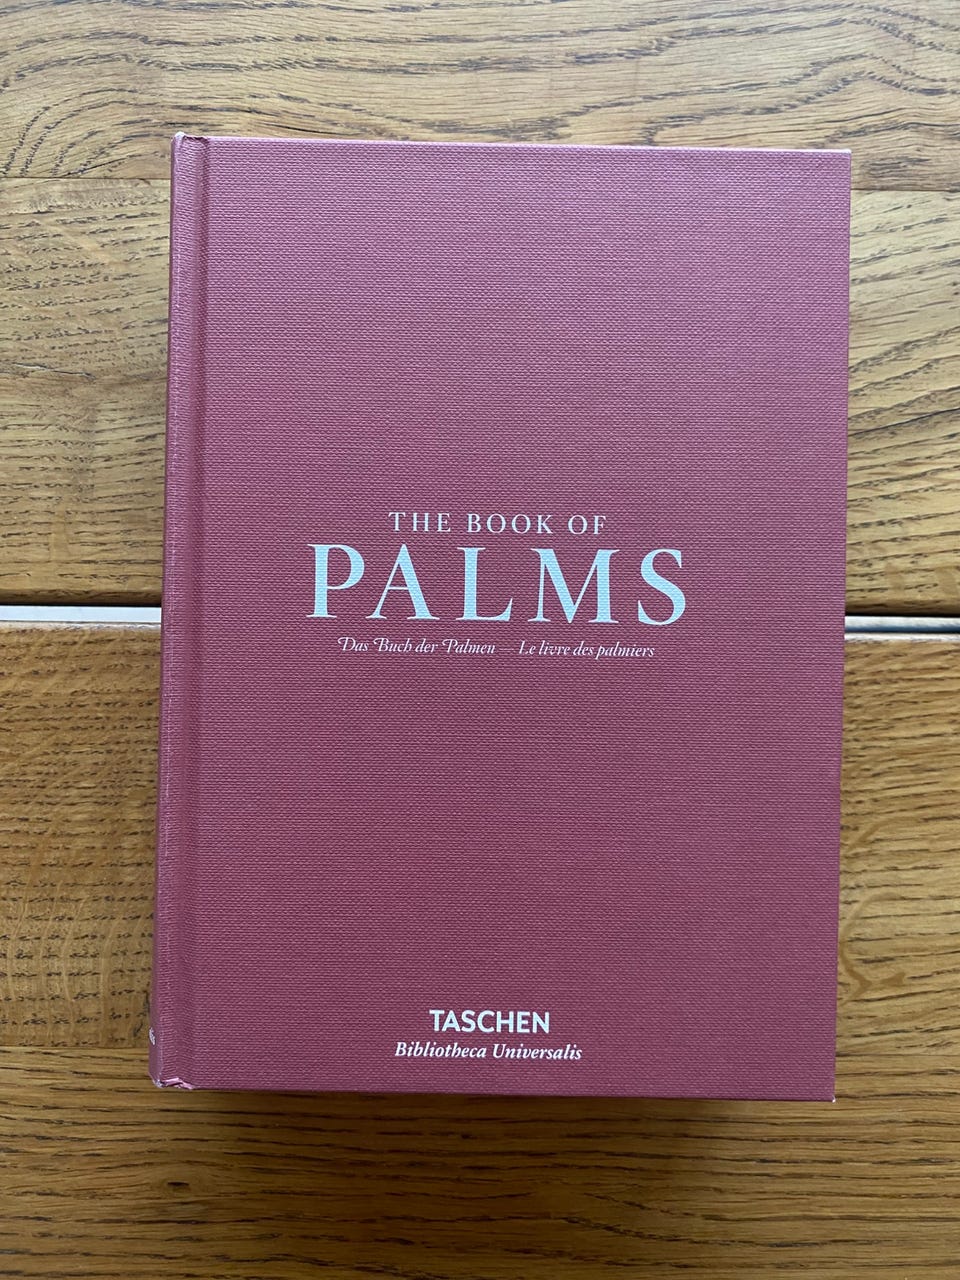 THE BOOK OF
PALMS
Das Buch der Palmen — Le livre des palmiers
TASCHEN
Bibliotheca Universalis